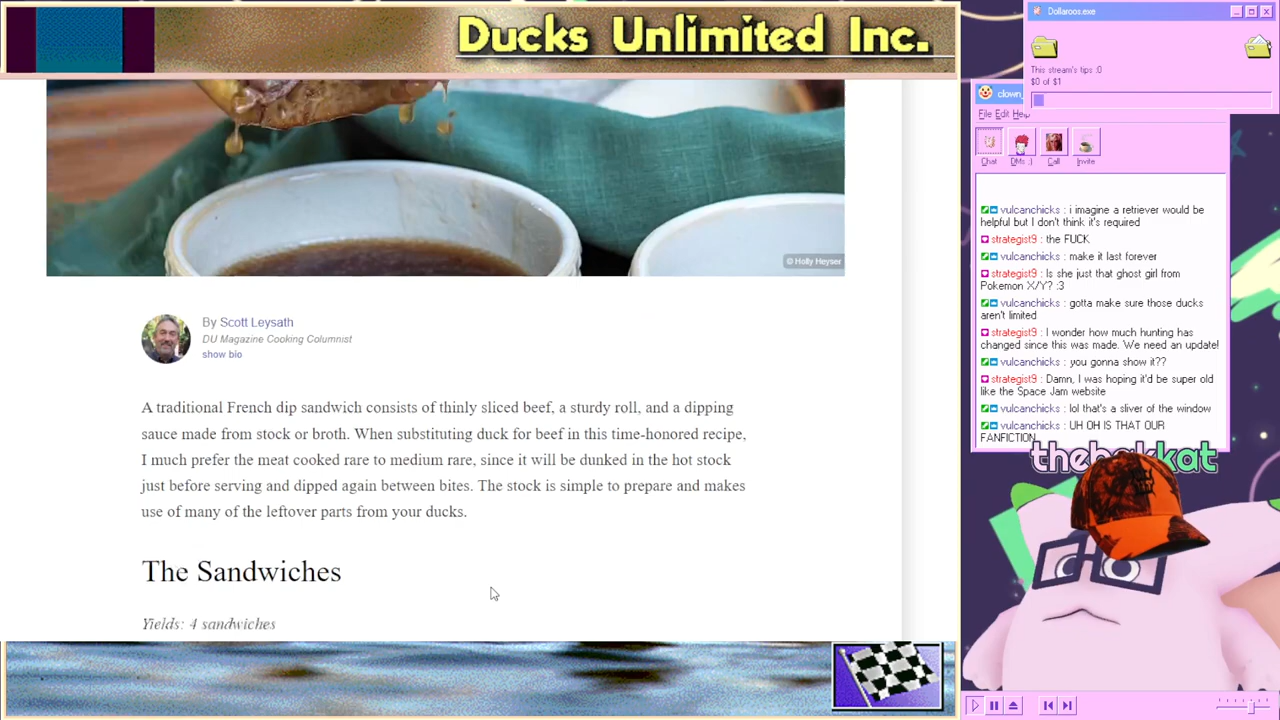 Ducks Unlimited Inc.
© Holly Heyser
By Scott Leysath
DU Magazine Cooking Columnist
show bio
A traditional French dip sandwich consists of thinly sliced beef, a sturdy roll, and a dipping
sauce made from stock or broth. When substituting duck for beef in this time-honored recipe,
I much prefer the meat cooked rare to medium rare, since it will be dunked in the hot stock
just before serving and dipped again between bites. The stock is simple to prepare and makes
use of many of the leftover parts from your ducks.
The Sandwiches
Yields: 4 sandwiches
Dollaroos.exe
This stream's tips :0
$0 of $1
clown_
File Edit Help
Chat
DMs :)
Call
Invite
vulcanchicks : i imagine a retriever would be
helpful but I don't think it's required
strategist9 : the FUCK
vulcanchicks : make it last forever
strategist9 : Is she just that ghost girl from
Pokemon X/Y? :3
vulcanchicks : gotta make sure those ducks
aren't limited
strategist9 : I wonder how much hunting has
changed since this was made. We need an update!
vulcanchicks : you gonna show it??
strategist9 : Damn, I was hoping it'd be super old
like the Space Jam website
vulcanchicks : lol that's a sliver of the window
vulcanchicks : UH OH IS THAT OUR
FANFICTION